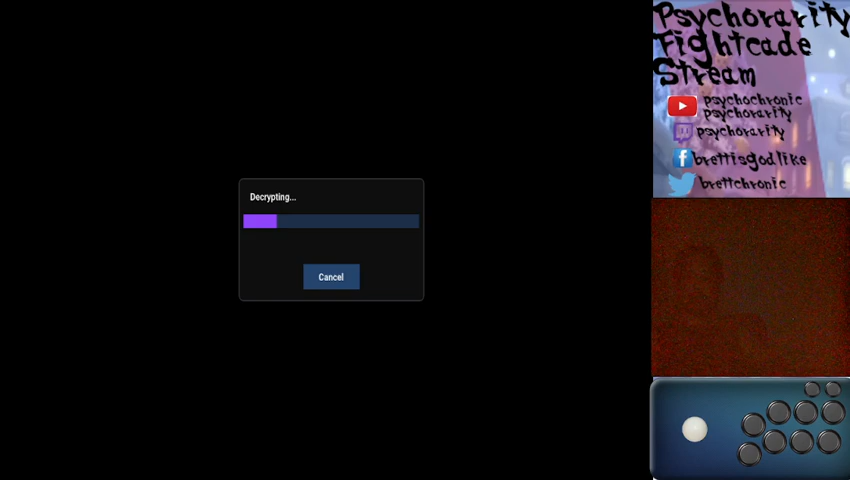 Psychorarity
Fightcade
Stream
psychochronic
psychorarity
psychorarity
brettisgodlike
brettchronic
Decrypting...
Cancel